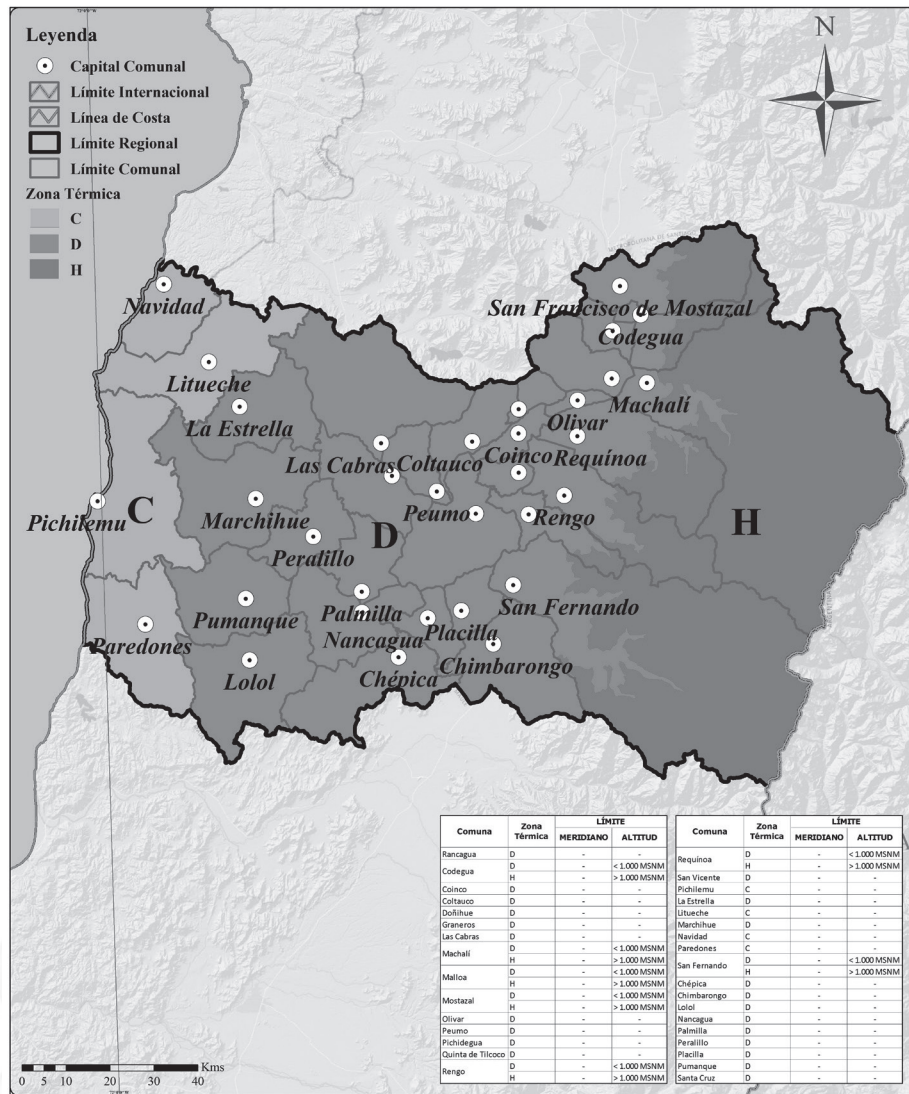 Leyenda
Capital Comunal
Límite Internacional
Línea de Costa
Límite Regional
Límite Comunal
Zona Térmica
C
D
H
N
Navidad
San Francisco de Mostazal
Codegua
Litueche
La Estrella
Machalí
Olivar
Las Cabras
Coltauco
Coinco
Requínoa
Pichilemu
C
Marchihue
Peumo
Rengo
H
D
Peralillo
Pumanque
Palmilla
San Fernando
Paredones
Nancagua
Placilla
Lolol
Chépica
Chimbarongo
Comuna Zona Térmica LÍMITE
MERIDIANO ALTITUD
Rancagua D - -
Codegua D - < 1.000 MSNM
H - > 1.000 MSNM
Coinco D - -
Coltauco D - -
Doñihue D - -
Graneros D - -
Las Cabras D - -
Machalí D - < 1.000 MSNM
H - > 1.000 MSNM
Malloa D - < 1.000 MSNM
H - > 1.000 MSNM
Mostazal D - < 1.000 MSNM
H - > 1.000 MSNM
Olivar D - -
Peumo D - -
Pichidegua D - -
Quinta de Tilcoco D - -
Rengo D - < 1.000 MSNM
H - > 1.000 MSNM
Comuna Zona Térmica LÍMITE
MERIDIANO ALTITUD
Requínoa D - < 1.000 MSNM
H - > 1.000 MSNM
San Vicente D - -
Pichilemu C - -
La Estrella D - -
Litueche C - -
Marchihue D - -
Navidad C - -
Paredones C - -
San Fernando D - < 1.000 MSNM
H - > 1.000 MSNM
Chépica D - -
Chimbarongo D - -
Lolol D - -
Nancagua D - -
Palmilla D - -
Peralillo D - -
Placilla D - -
Pumanque D - -
Santa Cruz D - -
Kms
0 5 10 20 30 40